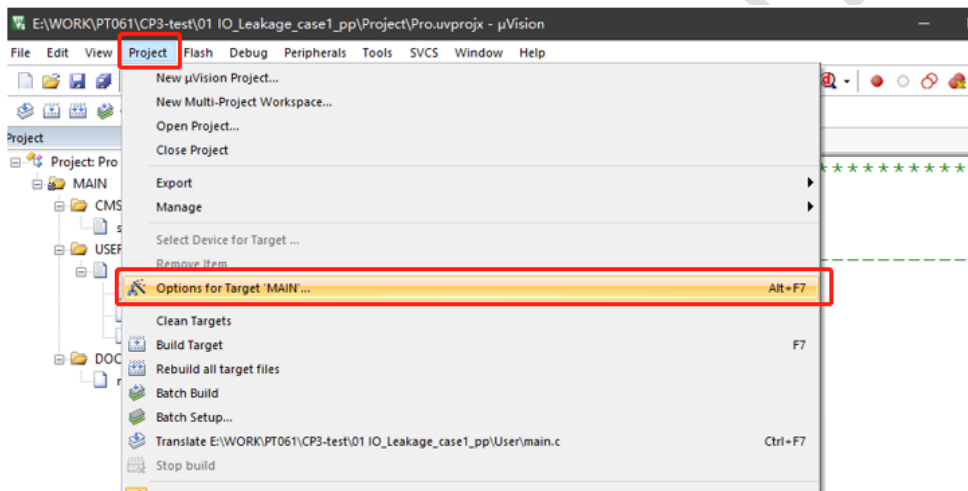 E:\WORK\PT061\CP3-test\01 IO_Leakage_case1_pp\Project\Pro.uvprojx - µVision
File Edit View Project Flash Debug Peripherals Tools SVCS Window Help
New µVision Project...
New Multi-Project Workspace...
Open Project...
Close Project
Project
Project: Pro
MAIN
Export
CMS
Manage
Select Device for Target ...
USER
Remove Item
Options for Target 'MAIN'... Alt+F7
Clean Targets
Build Target F7
DOC
Rebuild all target files
Batch Build
Batch Setup...
Translate E:\WORK\PT061\CP3-test\01 IO_Leakage_case1_pp\User\main.c Ctrl+F7
Stop build